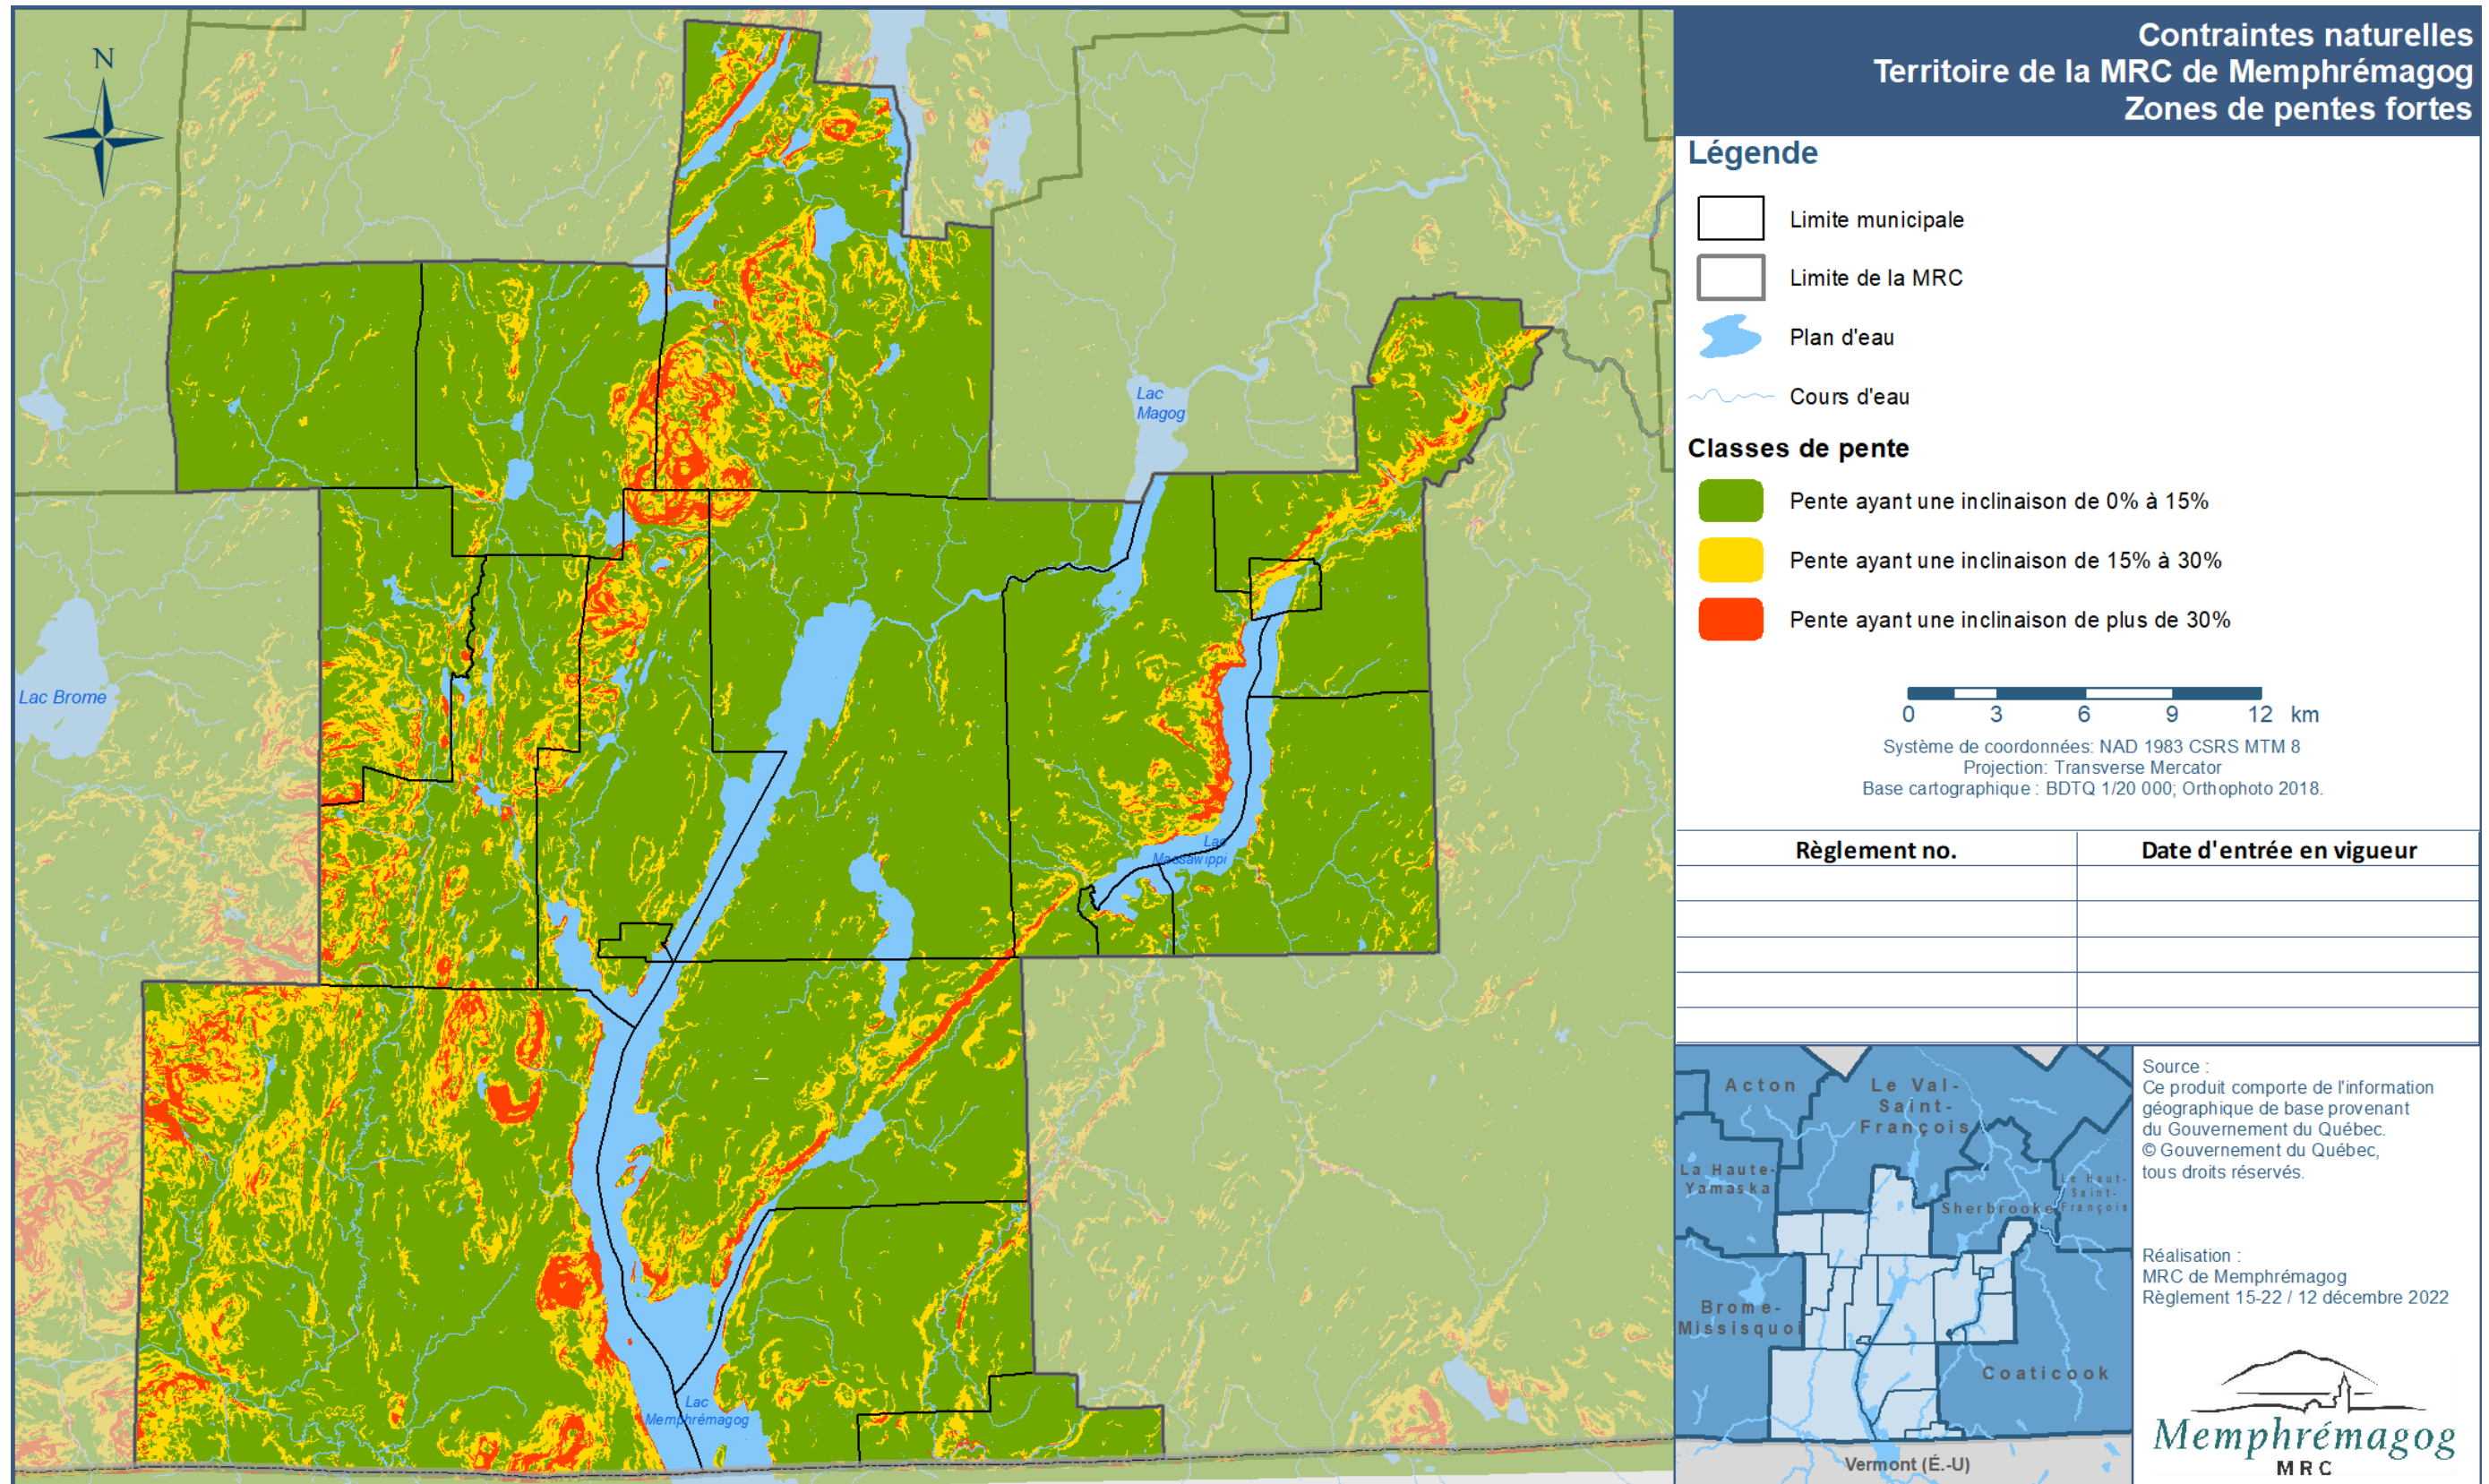 Contraintes naturelles
Territoire de la MRC de Memphrémagog
Zones de pentes fortes
N
Lac
Magog
Lac Brome
Lac
Massawippi
Lac
Memphrémagog
Légende
Limite municipale
Limite de la MRC
Plan d'eau
Cours d'eau
Classes de pente
Pente ayant une inclinaison de 0% à 15%
Pente ayant une inclinaison de 15% à 30%
Pente ayant une inclinaison de plus de 30%
0 3 6 9 12 km
Système de coordonnées: NAD 1983 CSRS MTM 8
Projection: Transverse Mercator
Base cartographique : BDTQ 1/20 000; Orthophoto 2018.
Règlement no. Date d'entrée en vigueur
Acton
Le Val-
Saint-
François
La Haute-
Yamaska
Sherbrooke
Le Haut-
Saint-
François
Brome-
Missisquoi
Coaticook
Vermont (É.-U)
Source :
Ce produit comporte de l'information
géographique de base provenant
du Gouvernement du Québec.
© Gouvernement du Québec,
tous droits réservés.
Réalisation :
MRC de Memphrémagog
Règlement 15-22 / 12 décembre 2022
Memphrémagog
MRC